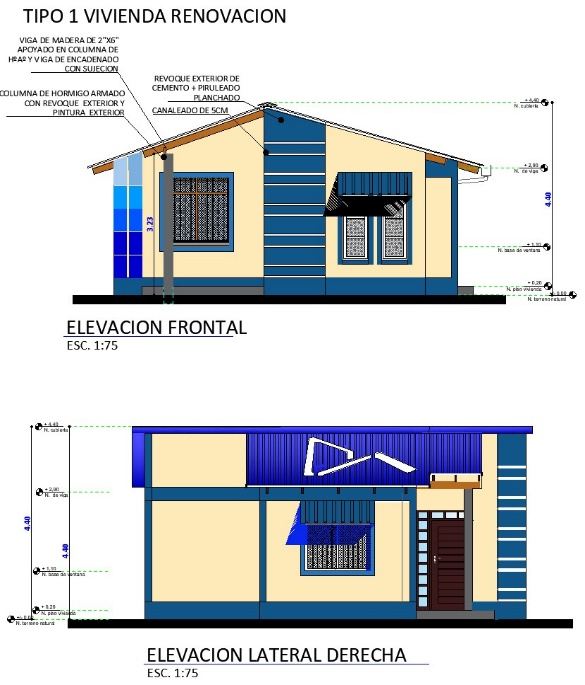 TIPO 1 VIVIENDA RENOVACION
VIGA DE MADERA DE 2"X6"
APOYADO EN COLUMNA DE
HºAº Y VIGA DE ENCADENADO
CON SUJECION
COLUMNA DE HORMIGO ARMADO
CON REVOQUE EXTERIOR Y
PINTURA EXTERIOR
REVOQUE EXTERIOR DE
CEMENTO + PIRULEADO
PLANCHADO
CANALEADO DE 5CM
+ 4,40
N. cubierta
+ 2,90
N. de viga
4.40
3.23
+ 1,10
N. base de ventana
+ 0,20
N. piso vivienda
+ 0,00
N. terreno natural
ELEVACION FRONTAL
ESC. 1:75
+ 4,40
N. cubierta
+ 2,90
N. de viga
4.40
4.40
+ 1,10
N. base de ventana
+ 0,20
N. piso vivienda
+ 0,00
N. terreno natural
ELEVACION LATERAL DERECHA
ESC. 1:75